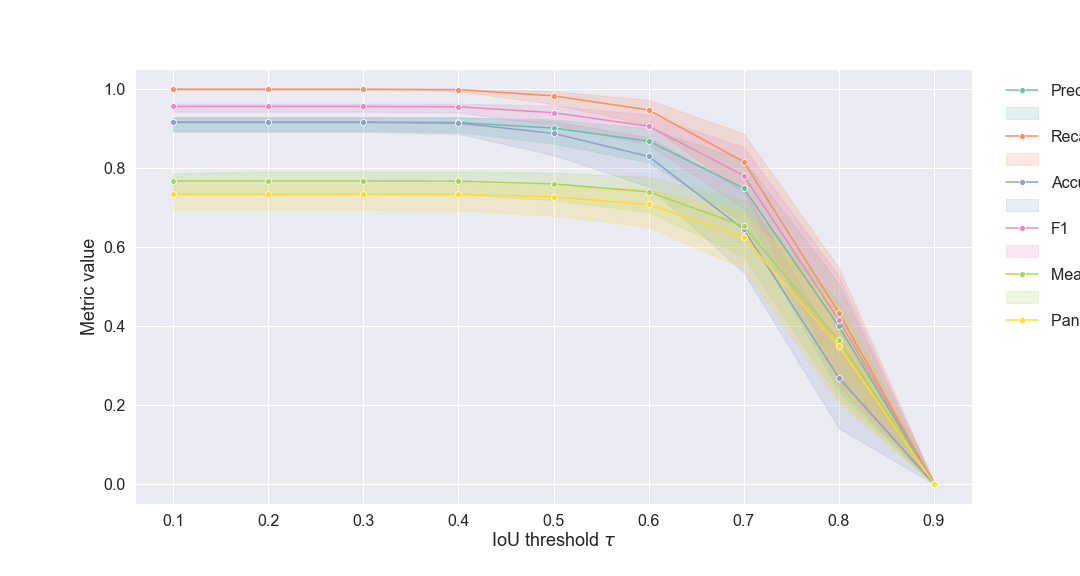 1.0
0.8
0.6
0.4
0.2
0.0
Metric value
0.1 0.2 0.3 0.4 0.5 0.6 0.7 0.8 0.9
IoU threshold τ
Prec
Reca
Accu
F1
Mea
Pan